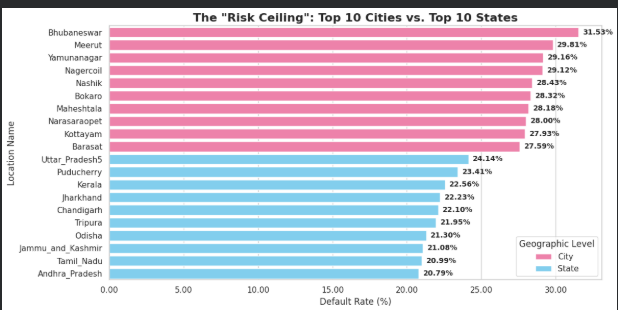 The "Risk Ceiling": Top 10 Cities vs. Top 10 States
Location Name
Bhubaneswar 31.53%
Meerut 29.81%
Yamunanagar 29.16%
Nagercoil 29.12%
Nashik 28.43%
Bokaro 28.32%
Maheshtala 28.18%
Narasaraopet 28.00%
Kottayam 27.93%
Barasat 27.59%
Uttar_Pradesh5 24.14%
Puducherry 23.41%
Kerala 22.56%
Jharkhand 22.23%
Chandigarh 22.10%
Tripura 21.95%
Odisha 21.30%
Jammu_and_Kashmir 21.08%
Tamil_Nadu 20.99%
Andhra_Pradesh 20.79%
Geographic Level
City
State
0.00 5.00 10.00 15.00 20.00 25.00 30.00
Default Rate (%)